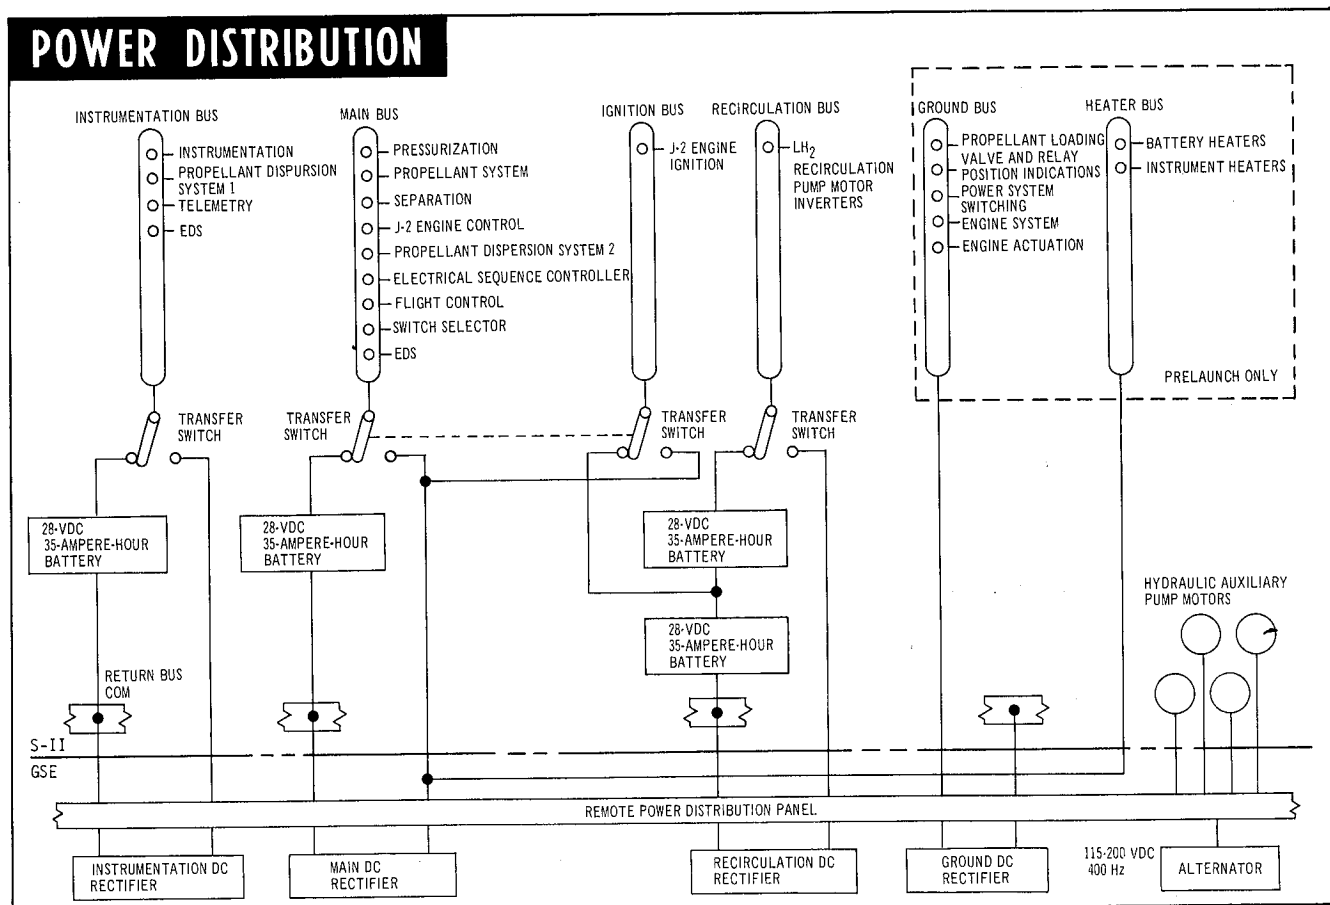 POWER DISTRIBUTION
INSTRUMENTATION BUS
INSTRUMENTATION
PROPELLANT DISPURSION
SYSTEM 1
TELEMETRY
EDS
MAIN BUS
PRESSURIZATION
PROPELLANT SYSTEM
SEPARATION
J-2 ENGINE CONTROL
PROPELLANT DISPERSION SYSTEM 2
ELECTRICAL SEQUENCE CONTROLLER
FLIGHT CONTROL
SWITCH SELECTOR
EDS
IGNITION BUS
J-2 ENGINE
IGNITION
RECIRCULATION BUS
LH2
RECIRCULATION
PUMP MOTOR
INVERTERS
GROUND BUS
PROPELLANT LOADING
VALVE AND RELAY
POSITION INDICATIONS
POWER SYSTEM
SWITCHING
ENGINE SYSTEM
ENGINE ACTUATION
HEATER BUS
BATTERY HEATERS
INSTRUMENT HEATERS
PRELAUNCH ONLY
TRANSFER
SWITCH
TRANSFER
SWITCH
TRANSFER
SWITCH
TRANSFER
SWITCH
28-VDC
35-AMPERE-HOUR
BATTERY
28-VDC
35-AMPERE-HOUR
BATTERY
28-VDC
35-AMPERE-HOUR
BATTERY
28-VDC
35-AMPERE-HOUR
BATTERY
HYDRAULIC AUXILIARY
PUMP MOTORS
RETURN BUS
COM
S-II
GSE
REMOTE POWER DISTRIBUTION PANEL
INSTRUMENTATION DC
RECTIFIER
MAIN DC
RECTIFIER
RECIRCULATION DC
RECTIFIER
GROUND DC
RECTIFIER
115-200 VDC
400 Hz
ALTERNATOR